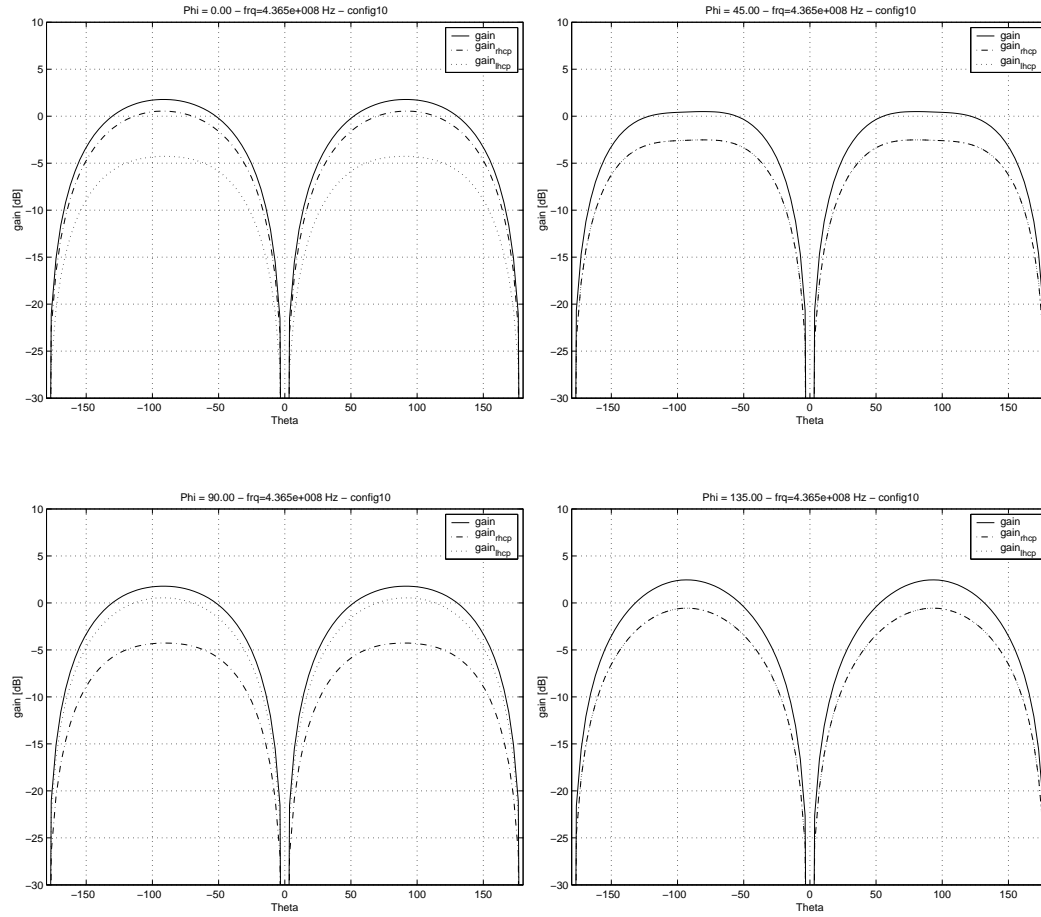 Phi = 0.00 − frq=4.365e+008 Hz − config10
gain
gain_rhcp
gain_lhcp
10
5
0
−5
−10
−15
−20
−25
−30
gain [dB]
−150
−100
−50
0
50
100
150
Theta
Phi = 45.00 − frq=4.365e+008 Hz − config10
gain
gain_rhcp
gain_lhcp
10
5
0
−5
−10
−15
−20
−25
−30
gain [dB]
−150
−100
−50
0
50
100
150
Theta
Phi = 90.00 − frq=4.365e+008 Hz − config10
gain
gain_rhcp
gain_lhcp
10
5
0
−5
−10
−15
−20
−25
−30
gain [dB]
−150
−100
−50
0
50
100
150
Theta
Phi = 135.00 − frq=4.365e+008 Hz − config10
gain
gain_rhcp
gain_lhcp
10
5
0
−5
−10
−15
−20
−25
−30
gain [dB]
−150
−100
−50
0
50
100
150
Theta